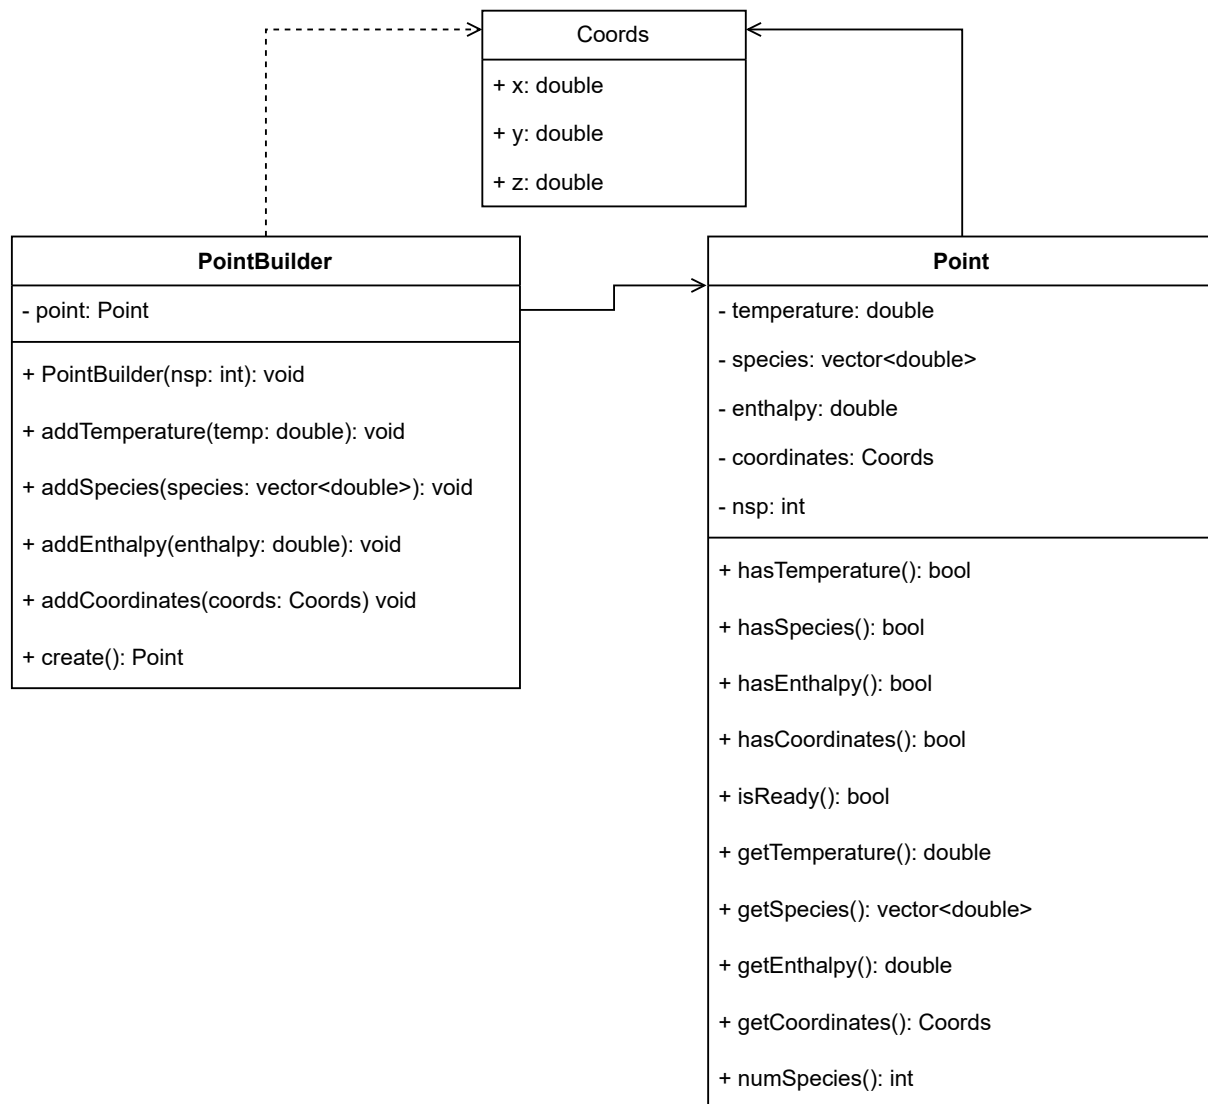 Coords
+ x: double
+ y: double
+ z: double
PointBuilder
- point: Point
+ PointBuilder(nsp: int): void
+ addTemperature(temp: double): void
+ addSpecies(species: vector<double>): void
+ addEnthalpy(enthalpy: double): void
+ addCoordinates(coords: Coords) void
+ create(): Point
Point
- temperature: double
- species: vector<double>
- enthalpy: double
- coordinates: Coords
- nsp: int
+ hasTemperature(): bool
+ hasSpecies(): bool
+ hasEnthalpy(): bool
+ hasCoordinates(): bool
+ isReady(): bool
+ getTemperature(): double
+ getSpecies(): vector<double>
+ getEnthalpy(): double
+ getCoordinates(): Coords
+ numSpecies(): int